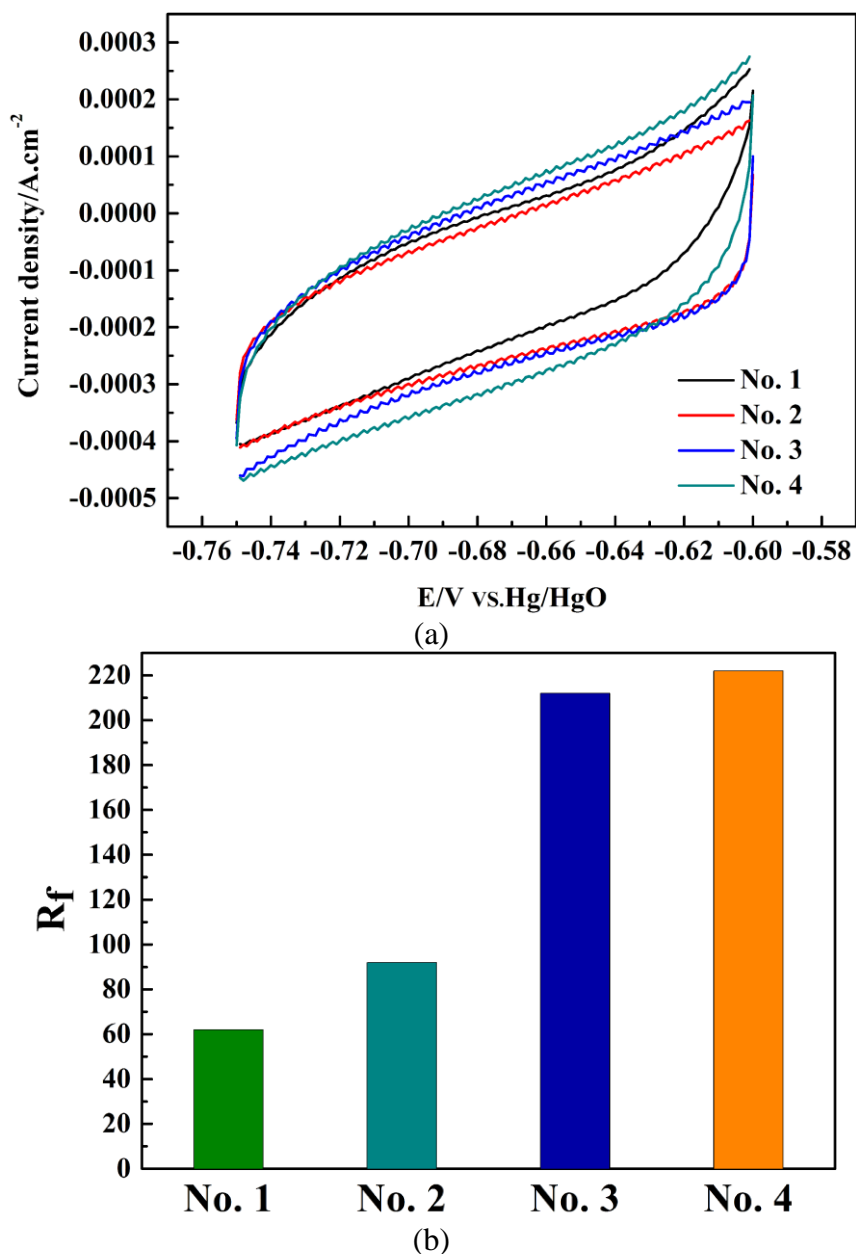 0.0003
0.0002
0.0001
0.0000
-0.0001
-0.0002
-0.0003
-0.0004
-0.0005
Current density/A.cm-2
No. 1
No. 2
No. 3
No. 4
-0.76 -0.74 -0.72 -0.70 -0.68 -0.66 -0.64 -0.62 -0.60 -0.58
E/V VS.Hg/HgO
(a)
220
200
180
160
140
120
100
80
60
40
20
0
Rf
No. 1 No. 2 No. 3 No. 4
(b)